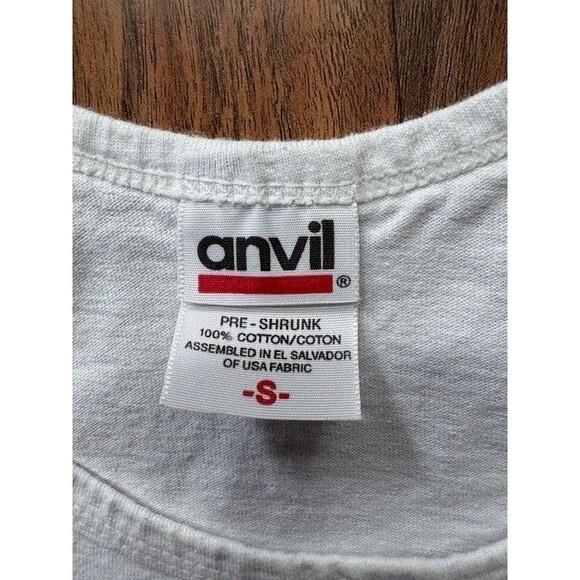 anvil
®
PRE-SHRUNK
100% COTTON/COTON
ASSEMBLED IN EL SALVADOR
OF USA FABRIC
-S-